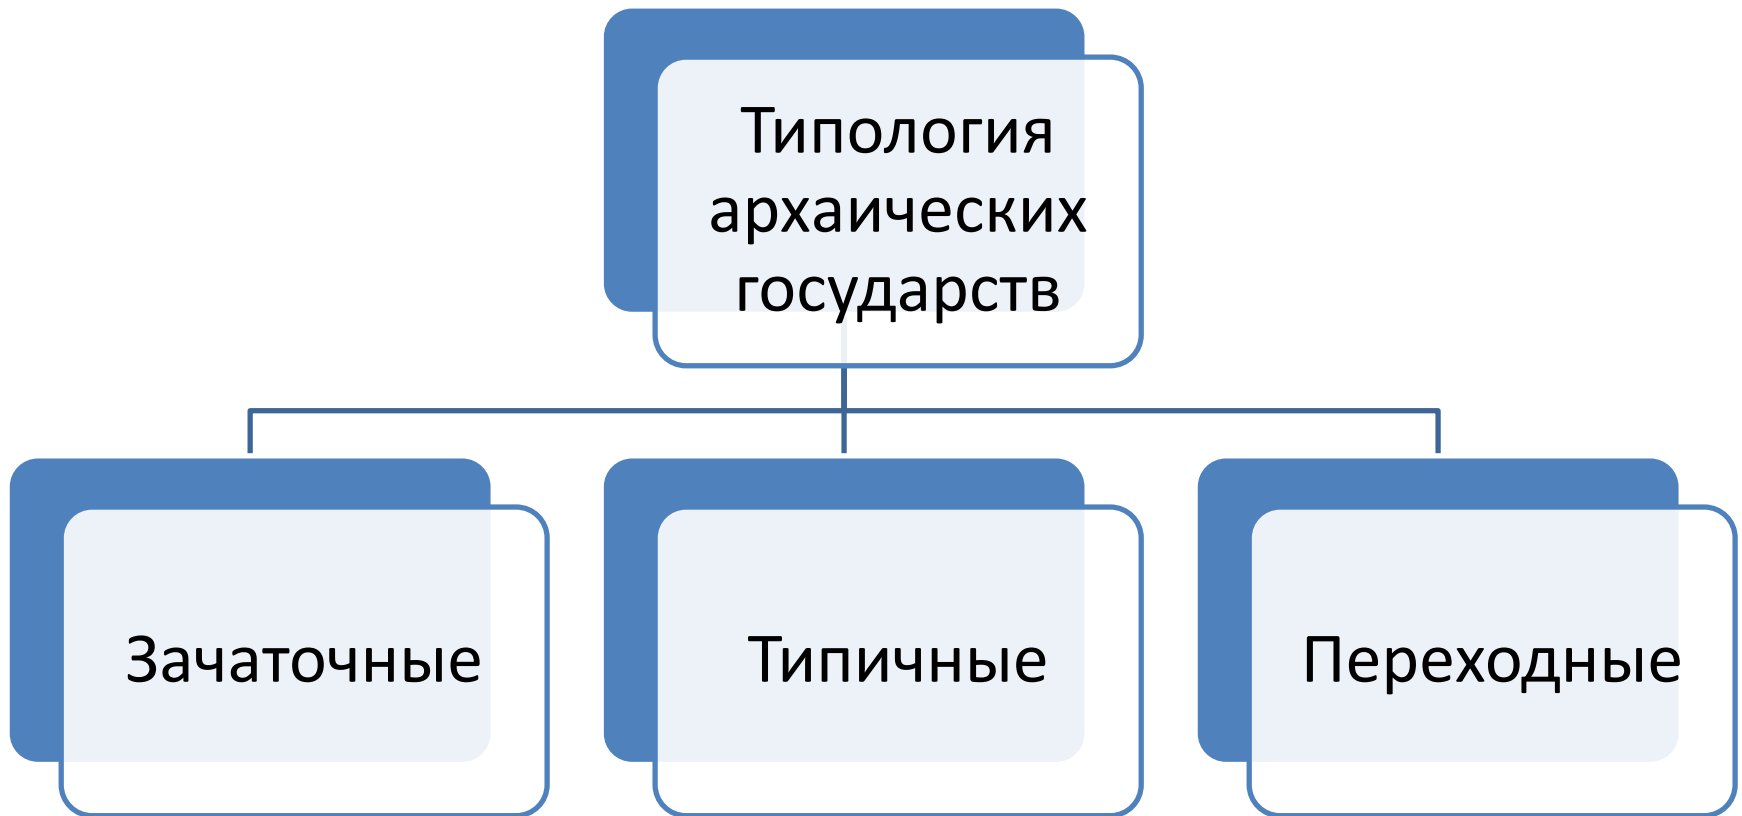 Типология
архаических
государств
Зачаточные
Типичные
Переходные